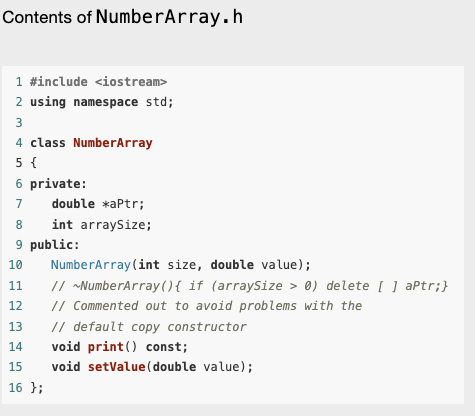 Contents of NumberArray.h
1 #include <iostream>
2 using namespace std;
3
4 class NumberArray
5 {
6 private:
7    double *aPtr;
8    int arraySize;
9 public:
10    NumberArray(int size, double value);
11    // ~NumberArray(){ if (arraySize > 0) delete [ ] aPtr;}
12    // Commented out to avoid problems with the
13    // default copy constructor
14    void print() const;
15    void setValue(double value);
16 };